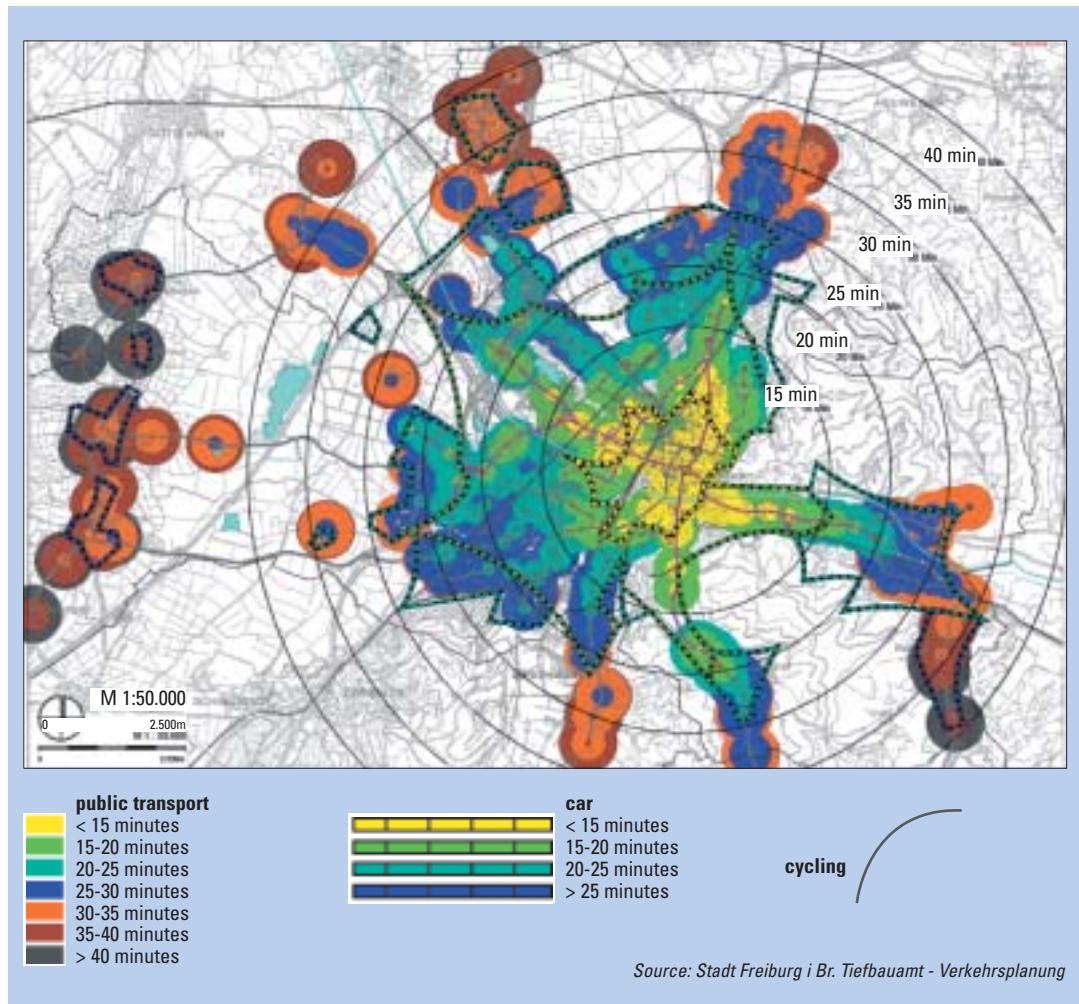 40 min
35 min
30 min
25 min
20 min
15 min
M 1:50.000
0 2.500m
public transport
< 15 minutes
15-20 minutes
20-25 minutes
25-30 minutes
30-35 minutes
35-40 minutes
> 40 minutes
car
< 15 minutes
15-20 minutes
20-25 minutes
> 25 minutes
cycling
Source: Stadt Freiburg i Br. Tiefbauamt - Verkehrsplanung